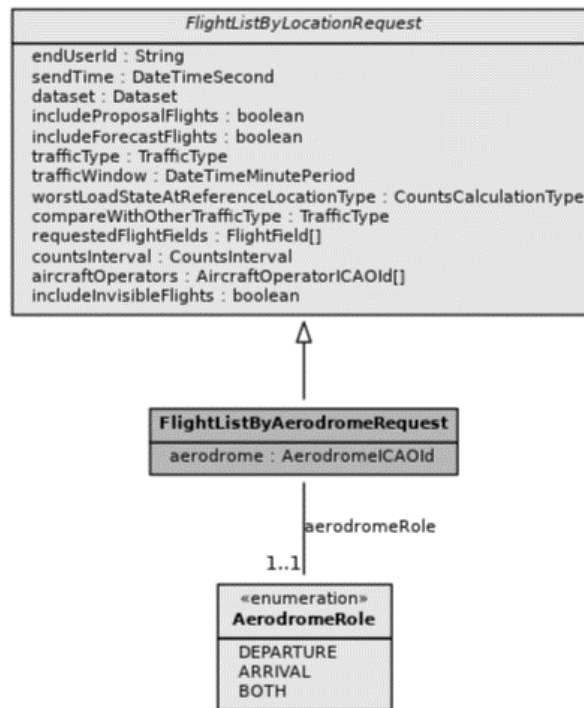 FlightListByLocationRequest
endUserId : String
sendTime : DateTimeSecond
dataset : Dataset
includeProposalFlights : boolean
includeForecastFlights : boolean
trafficType : TrafficType
trafficWindow : DateTimeMinutePeriod
worstLoadStateAtReferenceLocationType : CountsCalculationType
compareWithOtherTrafficType : TrafficType
requestedFlightFields : FlightField[]
countsInterval : CountsInterval
aircraftOperators : AircraftOperatorICAOId[]
includeInvisibleFlights : boolean
FlightListByAerodromeRequest
aerodrome : AerodromeICAOId
aerodromeRole
1..1
«enumeration»
AerodromeRole
DEPARTURE
ARRIVAL
BOTH